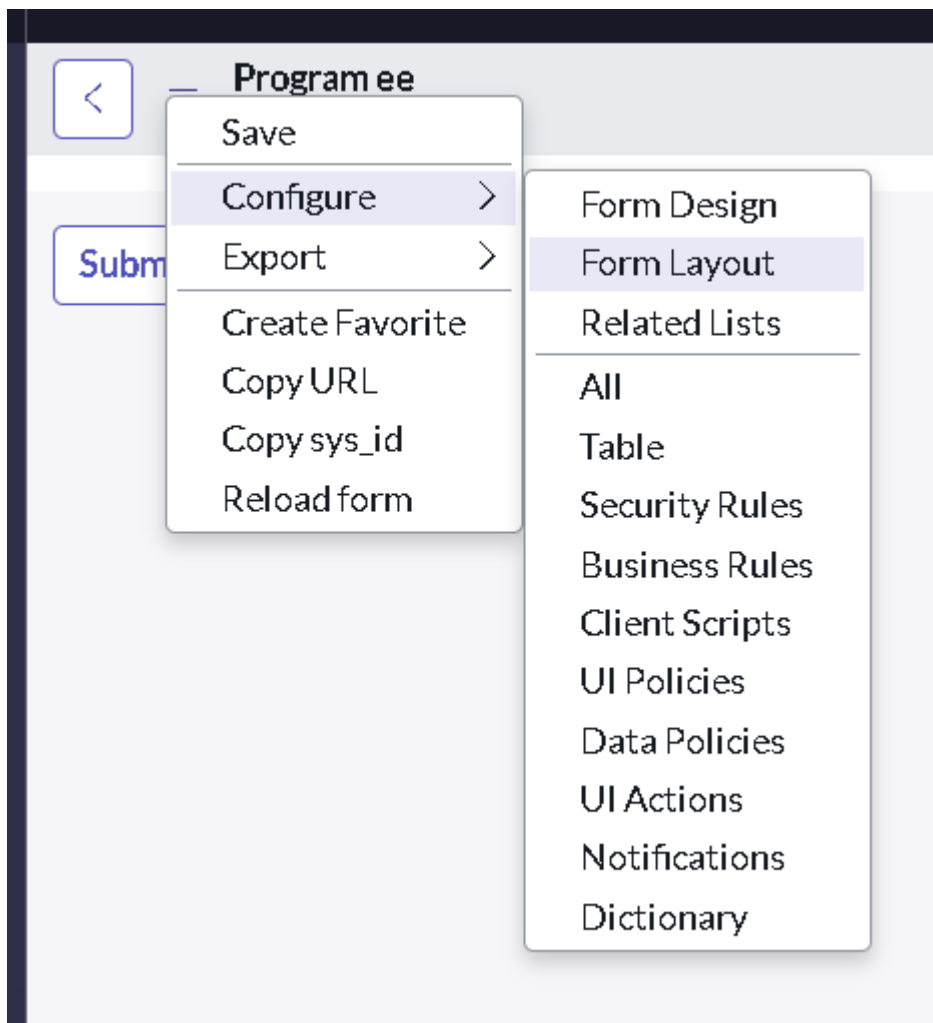 Program ee
Save
Configure
Export
Create Favorite
Copy URL
Copy sys_id
Reload form
Subm
Form Design
Form Layout
Related Lists
All
Table
Security Rules
Business Rules
Client Scripts
UI Policies
Data Policies
UI Actions
Notifications
Dictionary